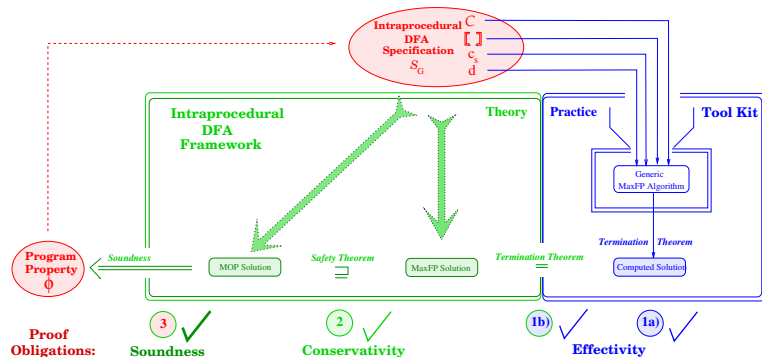 Intraprocedural
DFA
Specification
S_G
C
⟦ ⟧
c_s
d
Intraprocedural
DFA
Framework
Theory
Practice
Tool Kit
Generic
MaxFP Algorithm
Termination Theorem
Computed Solution
Program
Property
ϕ
Soundness
MOP Solution
Safety Theorem
⊒
MaxFP Solution
Termination Theorem
=
Proof
Obligations:
3
Soundness
2
Conservativity
1b)
1a)
Effectivity